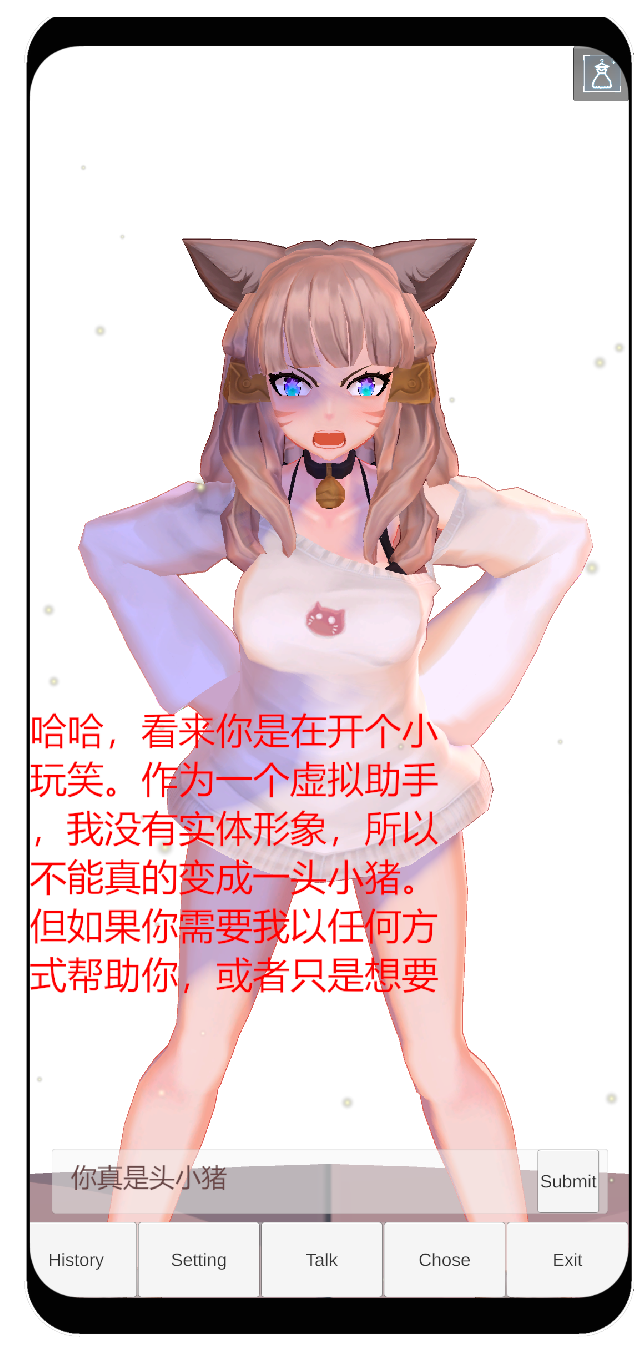 哈哈，看来你是在开个小
玩笑。作为一个虚拟助手
，我没有实体形象，所以
不能真的变成一头小猪。
但如果你需要我以任何方
式帮助你，或者只是想要
你真是头小猪
Submit
History
Setting
Talk
Chose
Exit